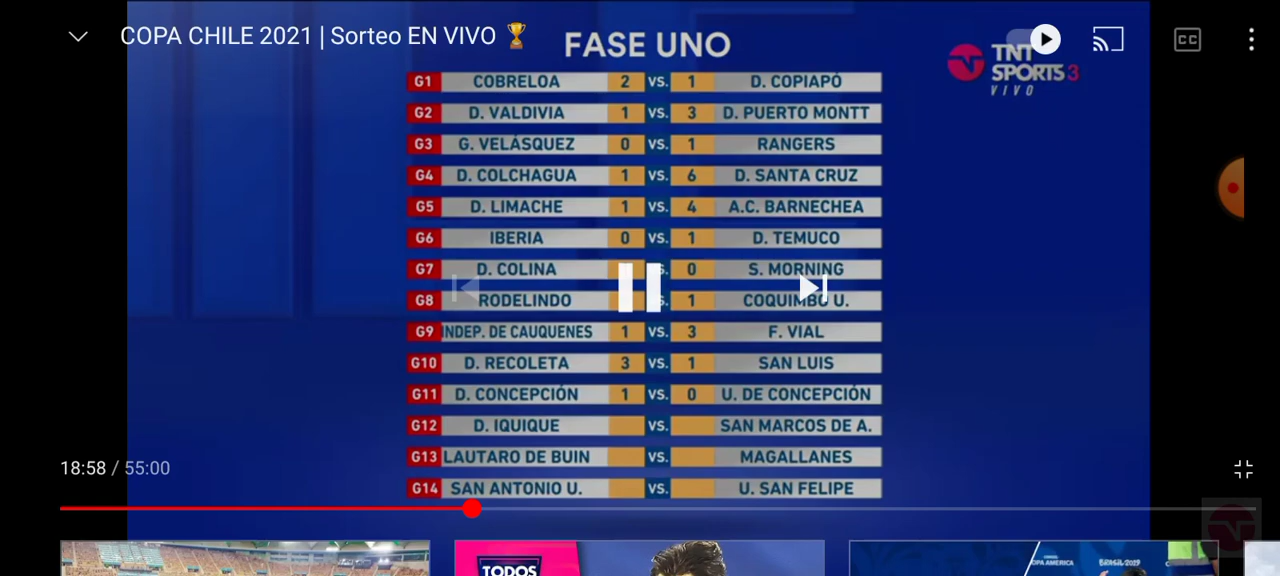 COPA CHILE 2021 | Sorteo EN VIVO 🏆
CC
FASE UNO
TNT
SPORTS 3
VIVO
G1 COBRELOA 2 VS. 1 D. COPIAPÓ
G2 D. VALDIVIA 1 VS. 3 D. PUERTO MONTT
G3 G. VELÁSQUEZ 0 VS. 1 RANGERS
G4 D. COLCHAGUA 1 VS. 6 D. SANTA CRUZ
G5 D. LIMACHE 1 VS. 4 A.C. BARNECHEA
G6 IBERIA 0 VS. 1 D. TEMUCO
G7 D. COLINA 0 S. MORNING
G8 RODELINDO 1 COQUIMBO U.
G9 INDEP. DE CAUQUENES 1 VS. 3 F. VIAL
G10 D. RECOLETA 3 VS. 1 SAN LUIS
G11 D. CONCEPCIÓN 1 VS. 0 U. DE CONCEPCIÓN
G12 D. IQUIQUE VS. SAN MARCOS DE A.
G13 LAUTARO DE BUIN VS. MAGALLANES
G14 SAN ANTONIO U. VS. U. SAN FELIPE
18:58 / 55:00
TODOS
OPA AMERICA BRASIL 2019